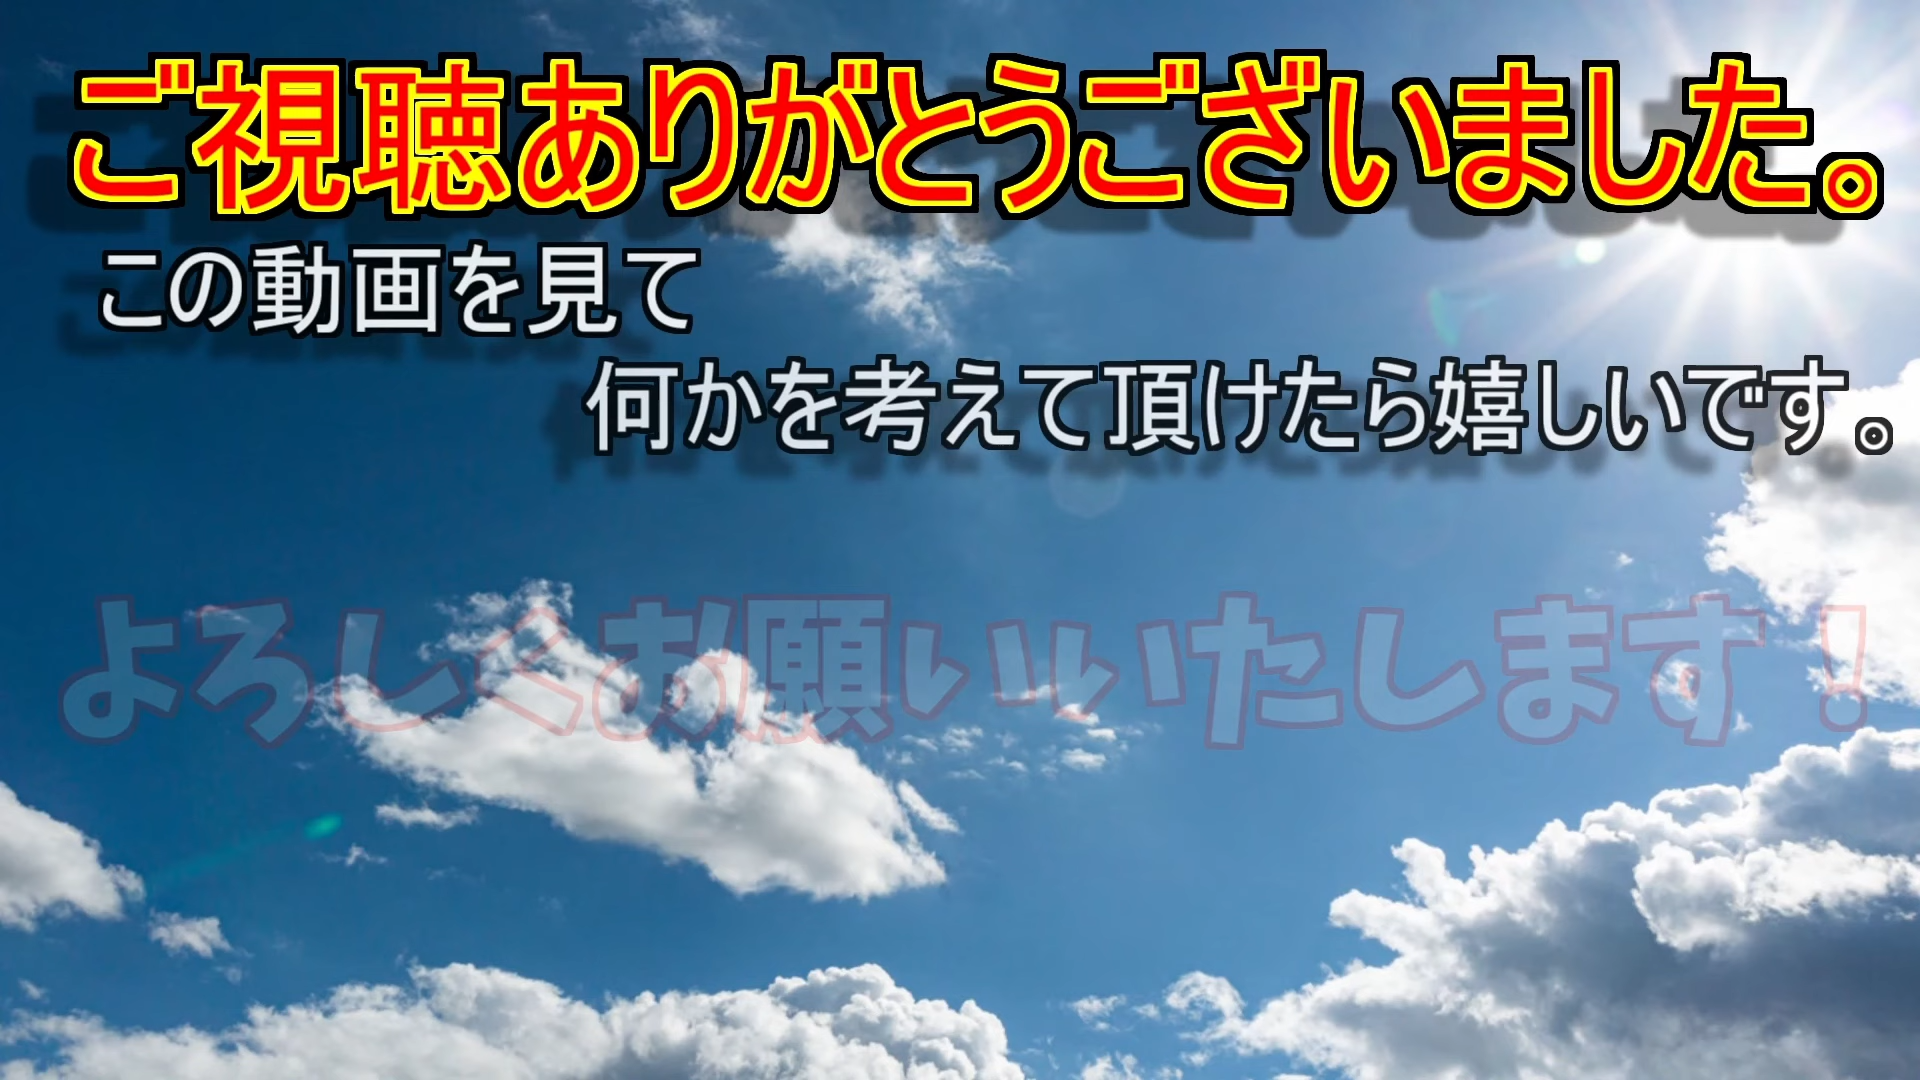 ご視聴ありがとうございました。
この動画を見て
何かを考えて頂けたら嬉しいです。
よろしくお願いいたします！